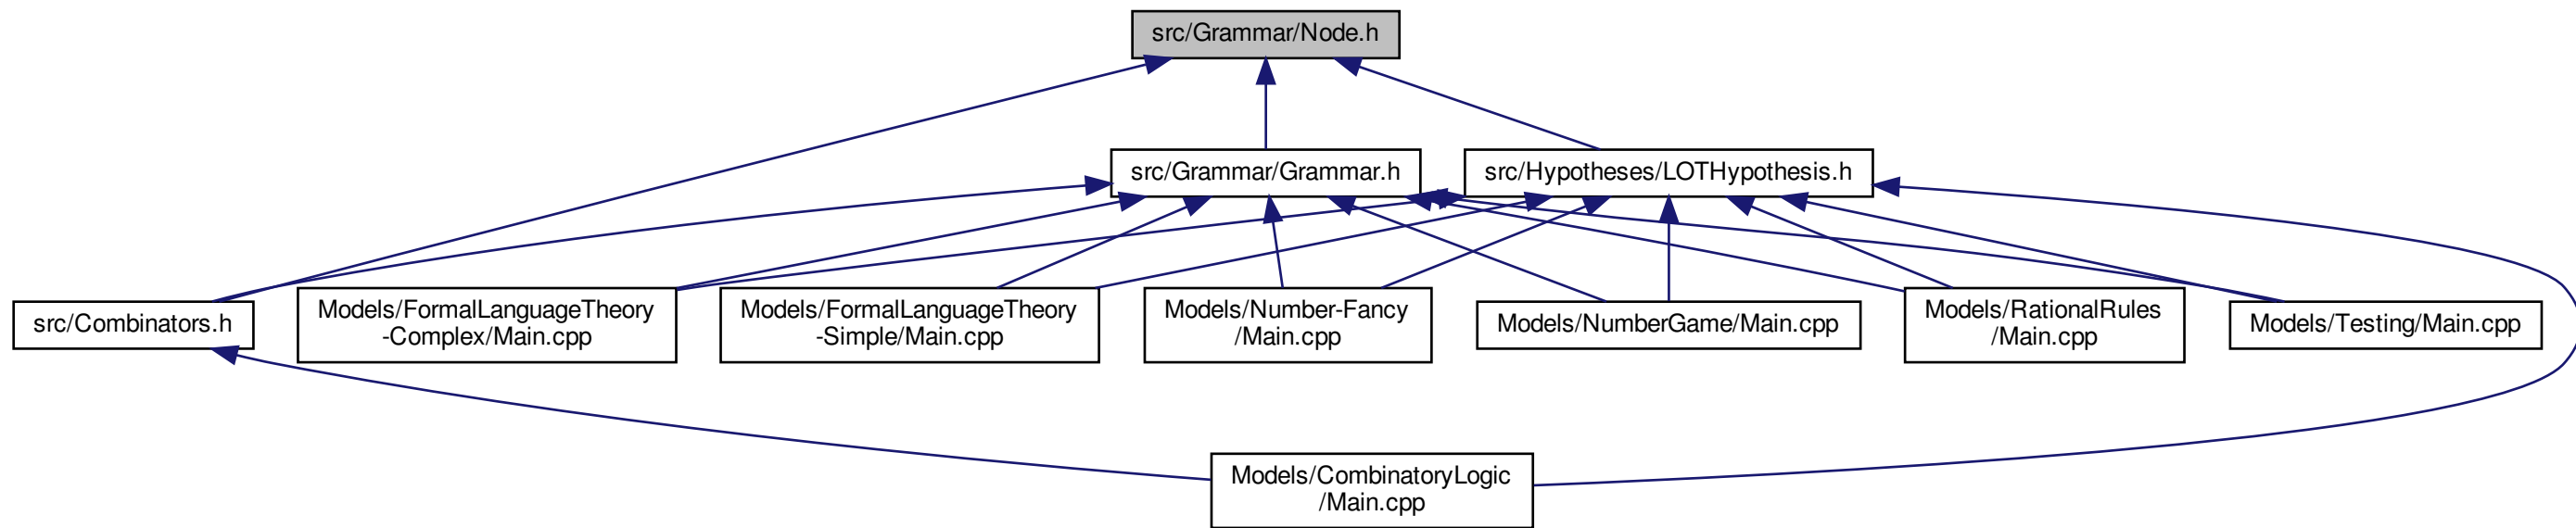 src/Grammar/Node.h
src/Grammar/Grammar.h
src/Hypotheses/LOTHypothesis.h
src/Combinators.h
Models/FormalLanguageTheory
-Complex/Main.cpp
Models/FormalLanguageTheory
-Simple/Main.cpp
Models/Number-Fancy
/Main.cpp
Models/NumberGame/Main.cpp
Models/RationalRules
/Main.cpp
Models/Testing/Main.cpp
Models/CombinatoryLogic
/Main.cpp